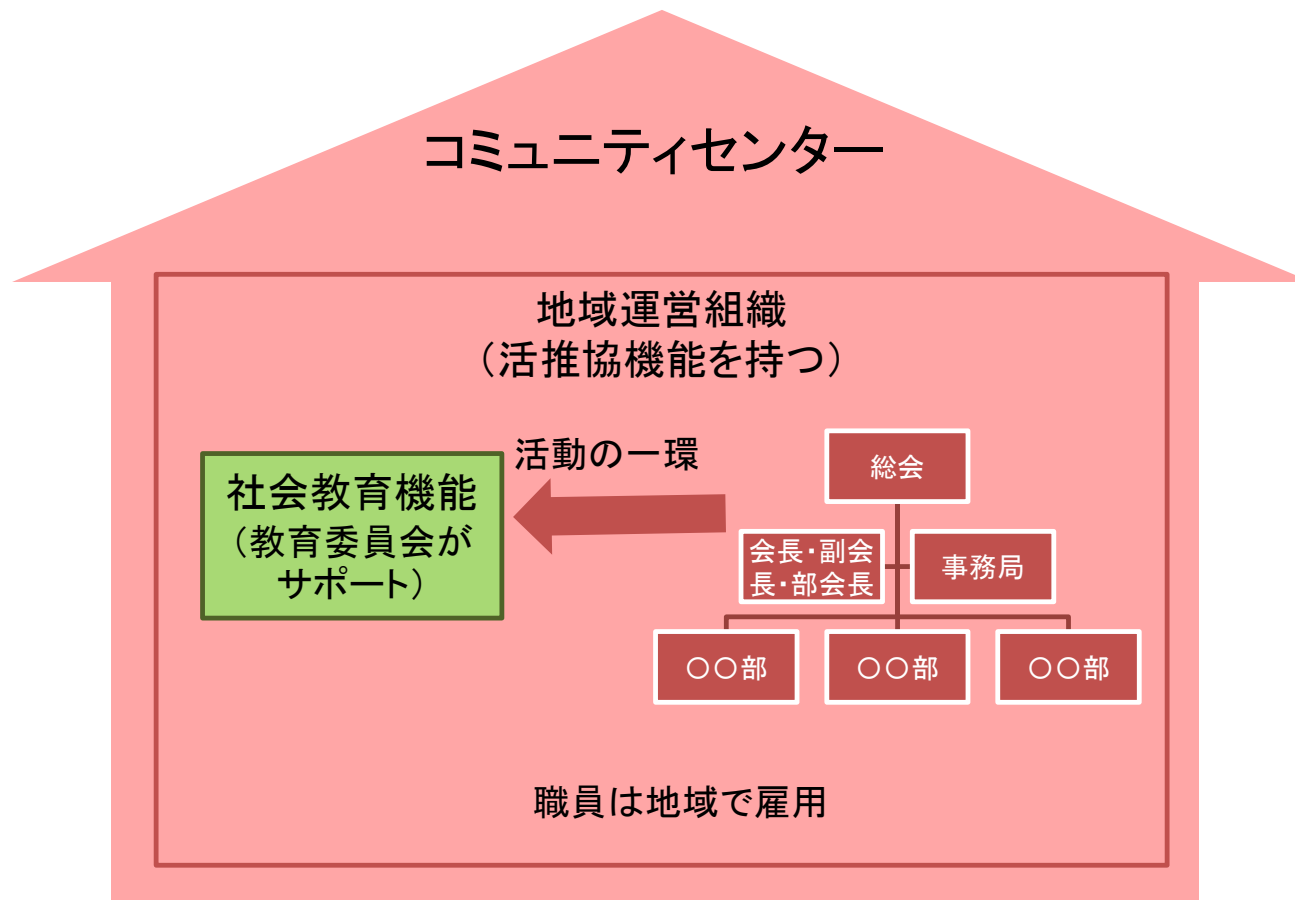 コミュニティセンター
地域運営組織
（活推協機能を持つ）
活動の一環
社会教育機能
（教育委員会が
サポート）
総会
会長・副会
長・部会長
事務局
〇〇部
〇〇部
〇〇部
職員は地域で雇用